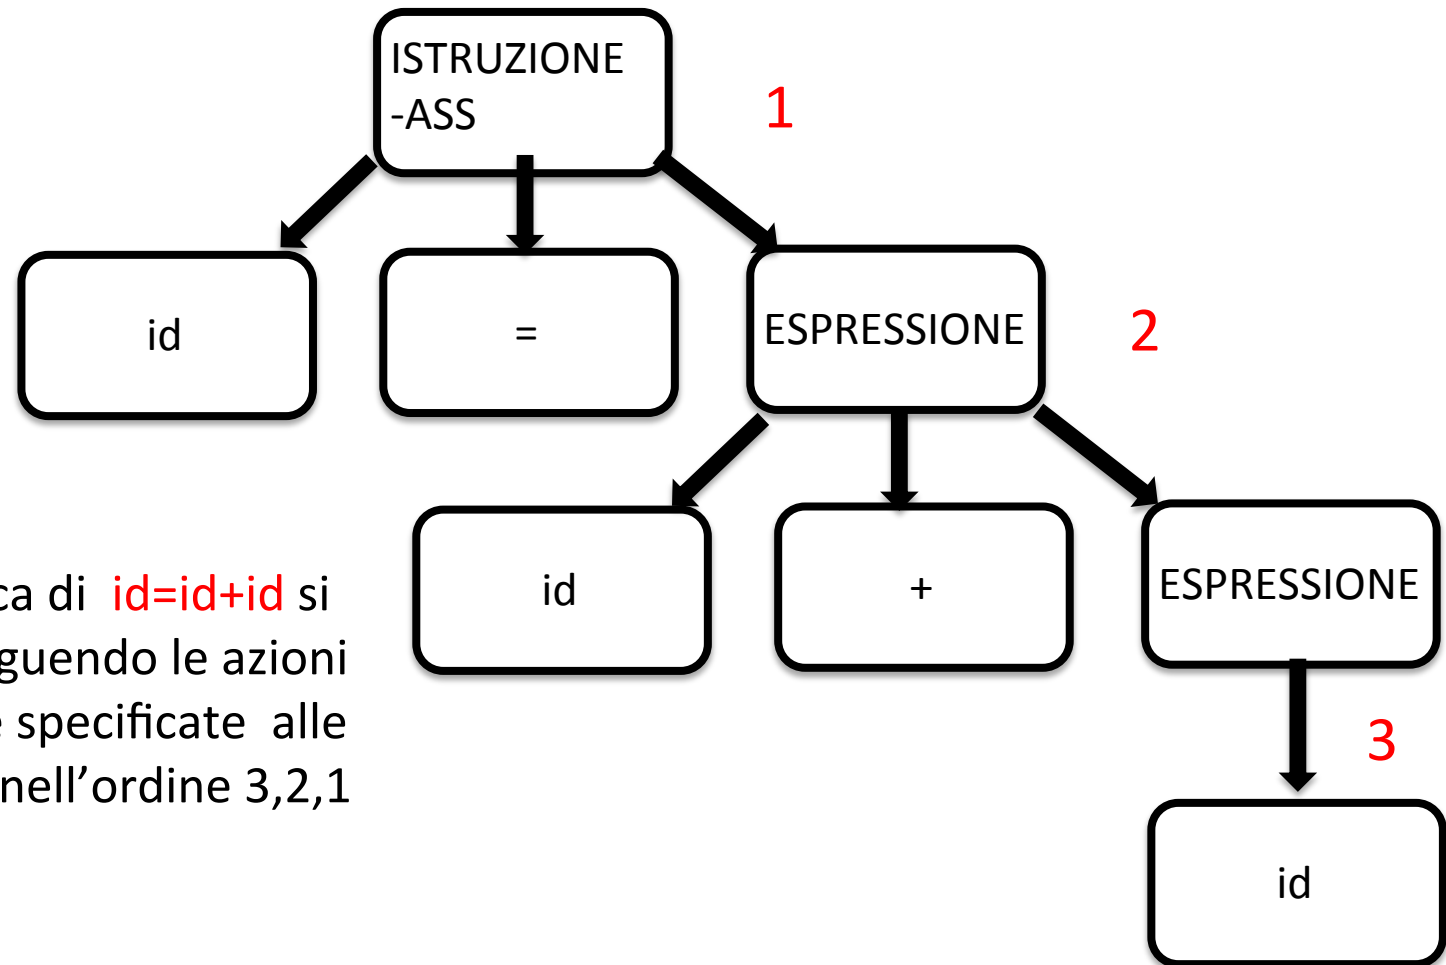 ISTRUZIONE
-ASS
1
id
=
ESPRESSIONE
2
id
+
ESPRESSIONE
di id=id+id si
le azioni
specificate alle
nell’ordine 3,2,1
3
id